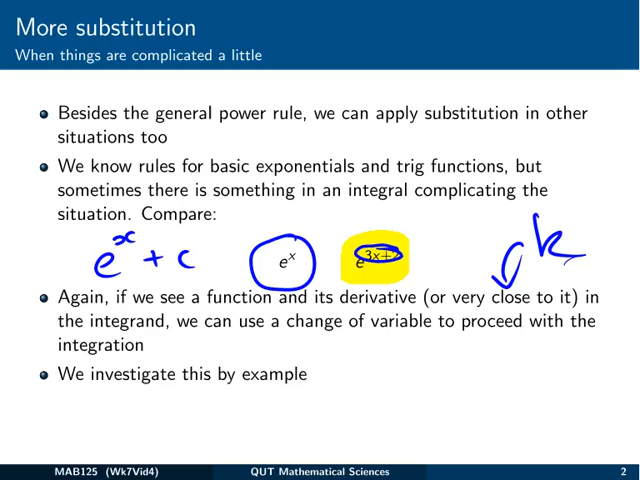 More substitution
When things are complicated a little
Besides the general power rule, we can apply substitution in other
situations too
We know rules for basic exponentials and trig functions, but
sometimes there is something in an integral complicating the
situation. Compare:
e^x + c e^x e^{3x+
Again, if we see a function and its derivative (or very close to it) in
the integrand, we can use a change of variable to proceed with the
integration
We investigate this by example
MAB125 (Wk7Vid4) QUT Mathematical Sciences 2